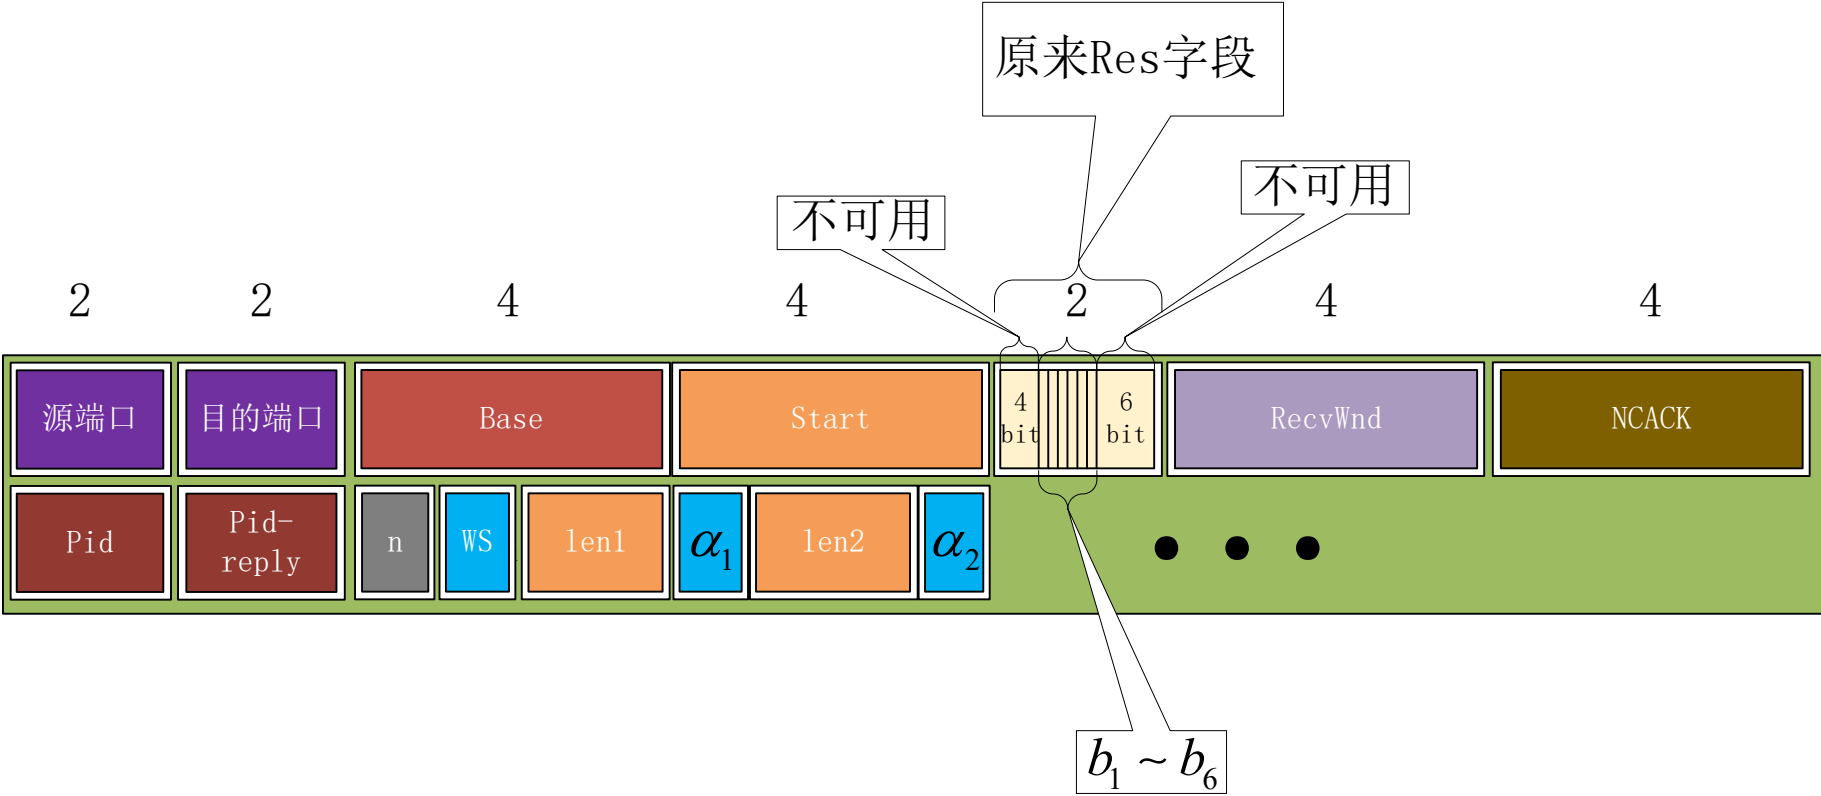 原来Res字段
不可用
不可用
2 2 4 4 2 4 4
源端口 目的端口 Base Start 4 bit 6 bit RecvWnd NCACK
Pid Pid-reply n WS len1 α₁ len2 α₂ ● ● ●
b₁ ~ b₆